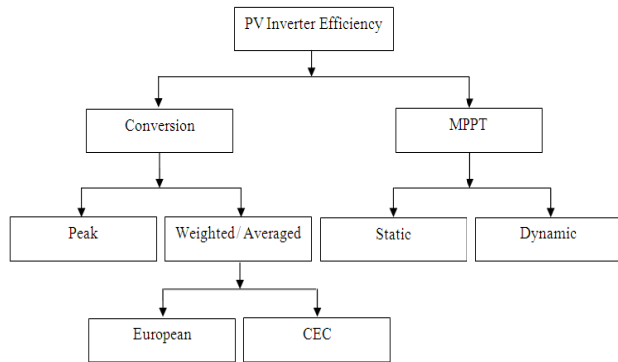 PV Inverter Efficiency
Conversion
MPPT
Peak
Weighted/Averaged
Static
Dynamic
European
CEC